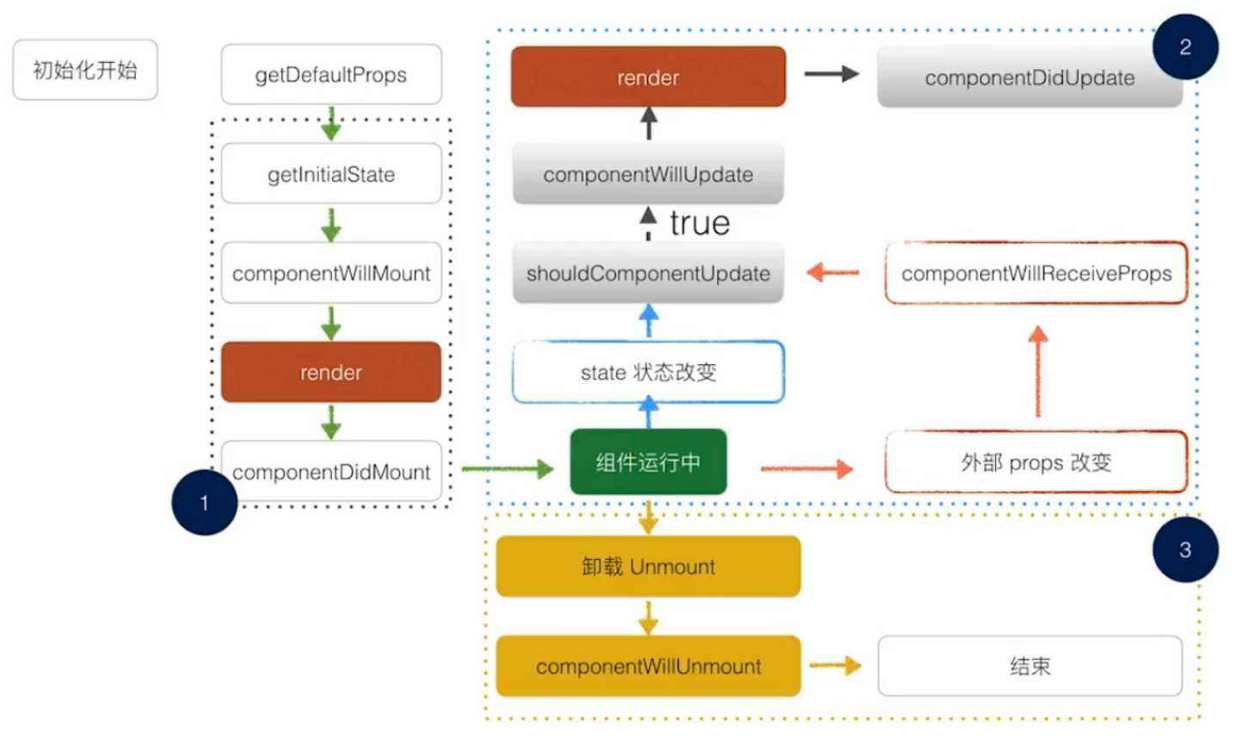 初始化开始
getDefaultProps
getInitialState
componentWillMount
render
componentDidMount
1
2
render
componentDidUpdate
componentWillUpdate
true
shouldComponentUpdate
componentWillReceiveProps
state 状态改变
组件运行中
外部 props 改变
3
卸载 Unmount
componentWillUnmount
结束